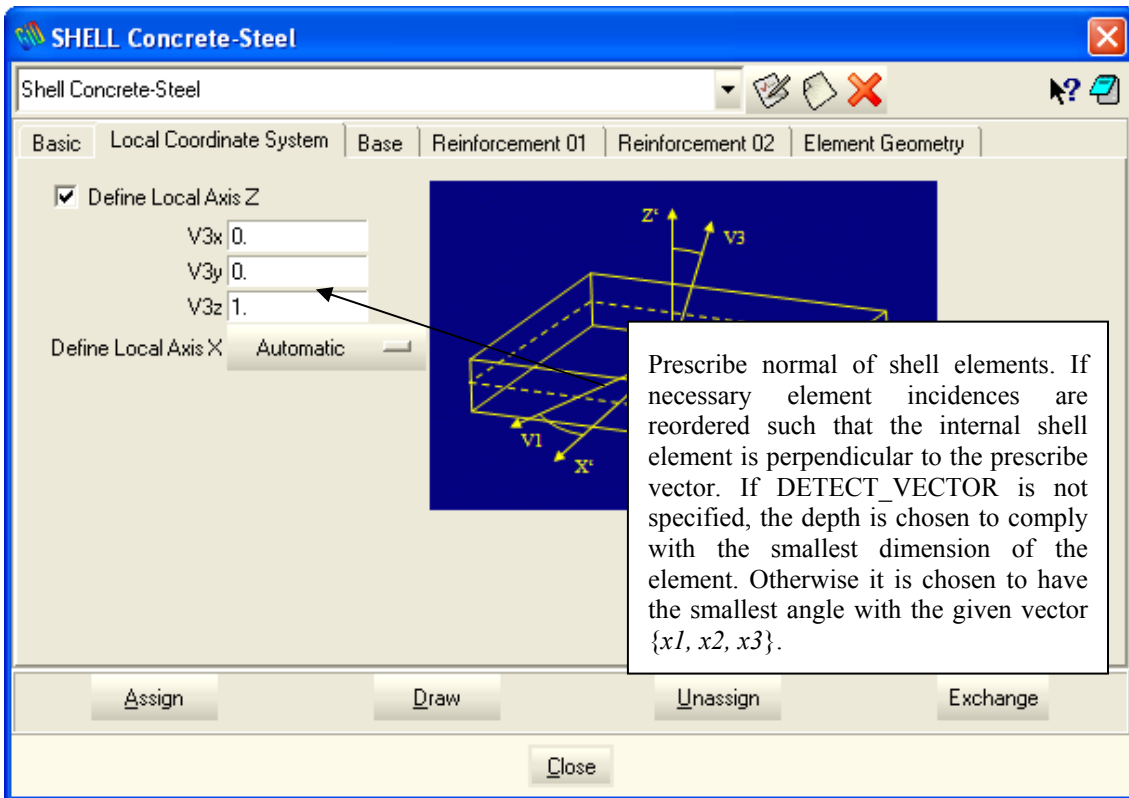 SHELL Concrete-Steel
Shell Concrete-Steel
Basic Local Coordinate System Base Reinforcement 01 Reinforcement 02 Element Geometry
Define Local Axis Z
V3x 0.
V3y 0.
V3z 1.
Define Local Axis X Automatic
Z'
V3
V1
X'
Prescribe normal of shell elements. If
necessary element incidences are
reordered such that the internal shell
element is perpendicular to the prescribe
vector. If DETECT_VECTOR is not
specified, the depth is chosen to comply
with the smallest dimension of the
element. Otherwise it is chosen to have
the smallest angle with the given vector
{x1, x2, x3}.
Assign Draw Unassign Exchange
Close